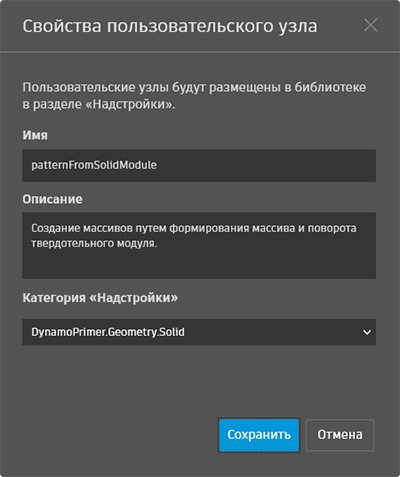 Свойства пользовательского узла
Пользовательские узлы будут размещены в библиотеке
в разделе «Надстройки».
Имя
patternFromSolidModule
Описание
Создание массивов путем формирования массива и поворота
твердотельного модуля.
Категория «Надстройки»
DynamoPrimer.Geometry.Solid
Сохранить
Отмена